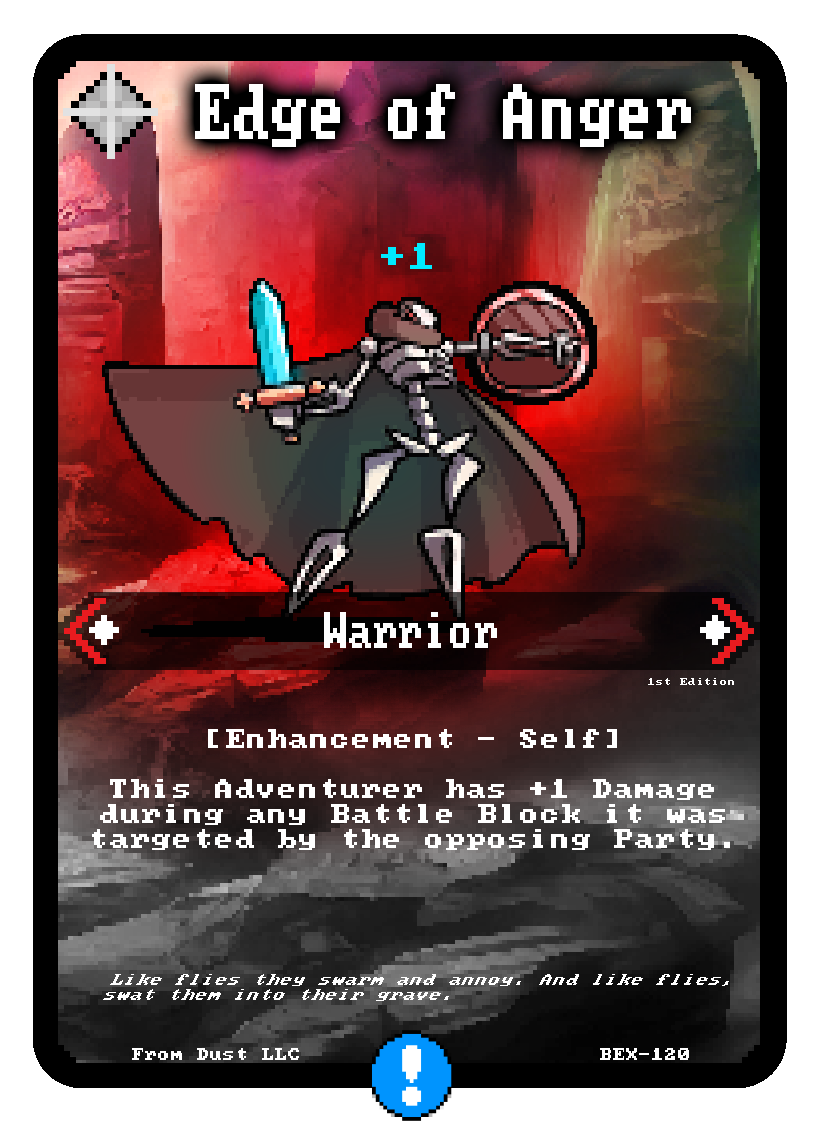 Edge of Anger
+1
Warrior
1st Edition
[Enhancement - Self]
This Adventurer has +1 Damage
during any Battle Block it was
targeted by the opposing Party.
Like flies they swarm and annoy. And like flies,
swat them into their grave.
From Dust LLC
BEX-120
!